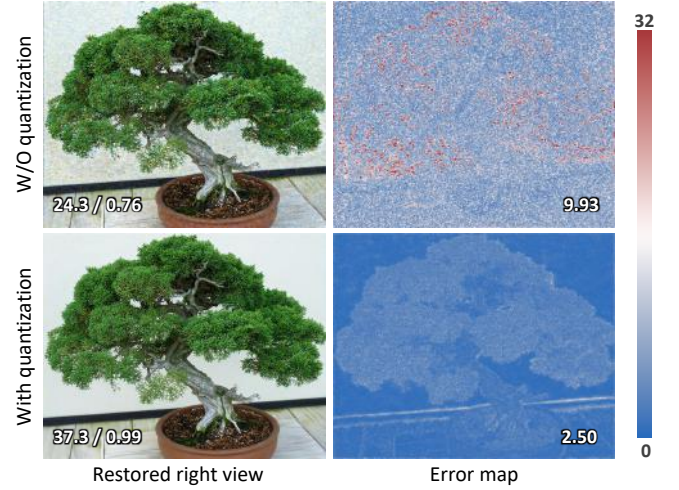 32
W/O quantization
24.3 / 0.76
9.93
With quantization
37.3 / 0.99
2.50
0
Restored right view
Error map